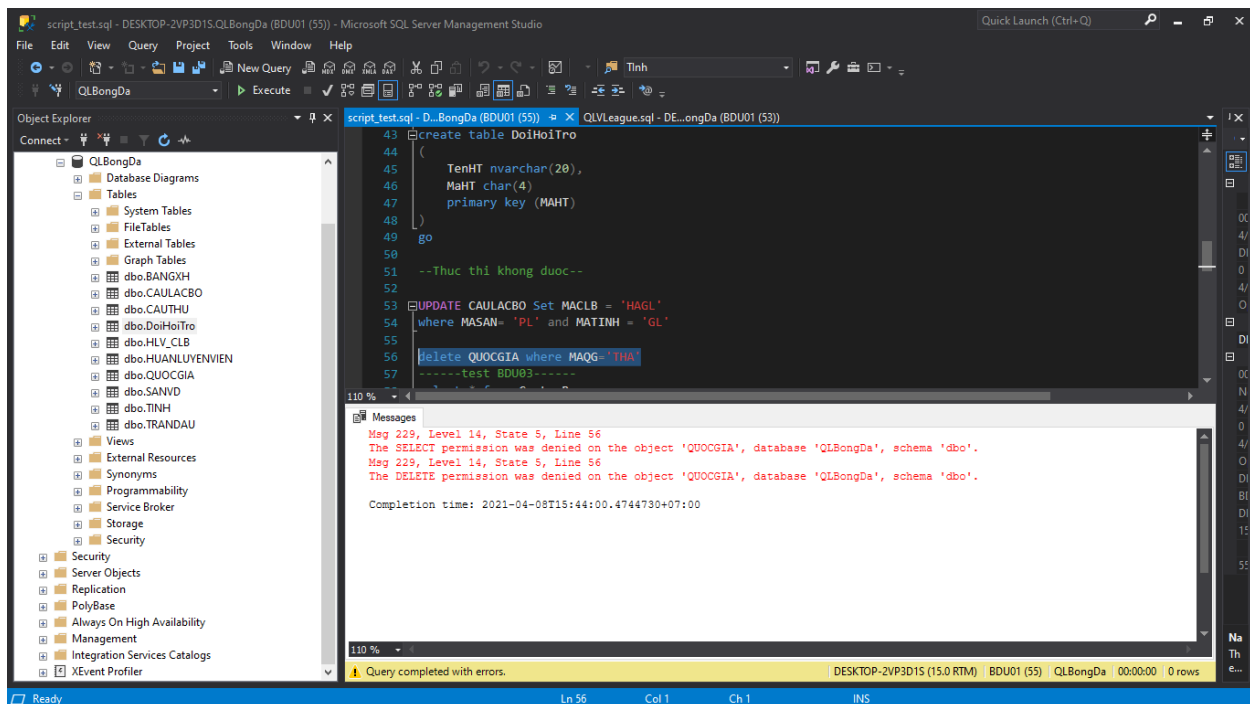 script_test.sql - DESKTOP-2VP3D1S.QLBongDa (BDU01 (55)) - Microsoft SQL Server Management Studio
Quick Launch (Ctrl+Q)
File Edit View Query Project Tools Window Help
New Query
TInh
QLBongDa
Execute
Object Explorer
script_test.sql - D...BongDa (BDU01 (55))
QLVLeague.sql - DE...ongDa (BDU01 (53))
Connect
QLBongDa
Database Diagrams
Tables
System Tables
FileTables
External Tables
Graph Tables
dbo.BANGXH
dbo.CAULACBO
dbo.CAUTHU
dbo.DoiHoiTro
dbo.HLV_CLB
dbo.HUANLUYENVIEN
dbo.QUOCGIA
dbo.SANVD
dbo.TINH
dbo.TRANDAU
Views
External Resources
Synonyms
Programmability
Service Broker
Storage
Security
Security
Server Objects
Replication
PolyBase
Always On High Availability
Management
Integration Services Catalogs
XEvent Profiler
43 create table DoiHoiTro
44 (
45 TenHT nvarchar(20),
46 MaHT char(4)
47 primary key (MAHT)
48 )
49 go
50
51 --Thuc thi khong duoc--
52
53 UPDATE CAULACBO Set MACLB = 'HAGL'
54 where MASAN= 'PL' and MATINH = 'GL'
55
56 delete QUOCGIA where MAQG='THA'
57 ------test BDU03------
110 %
Messages
Msg 229, Level 14, State 5, Line 56
The SELECT permission was denied on the object 'QUOCGIA', database 'QLBongDa', schema 'dbo'.
Msg 229, Level 14, State 5, Line 56
The DELETE permission was denied on the object 'QUOCGIA', database 'QLBongDa', schema 'dbo'.
Completion time: 2021-04-08T15:44:00.4744730+07:00
110 %
Query completed with errors.
DESKTOP-2VP3D1S (15.0 RTM) BDU01 (55) QLBongDa 00:00:00 0 rows
Na
Th
e...
Ready
Ln 56 Col 1 Ch 1 INS